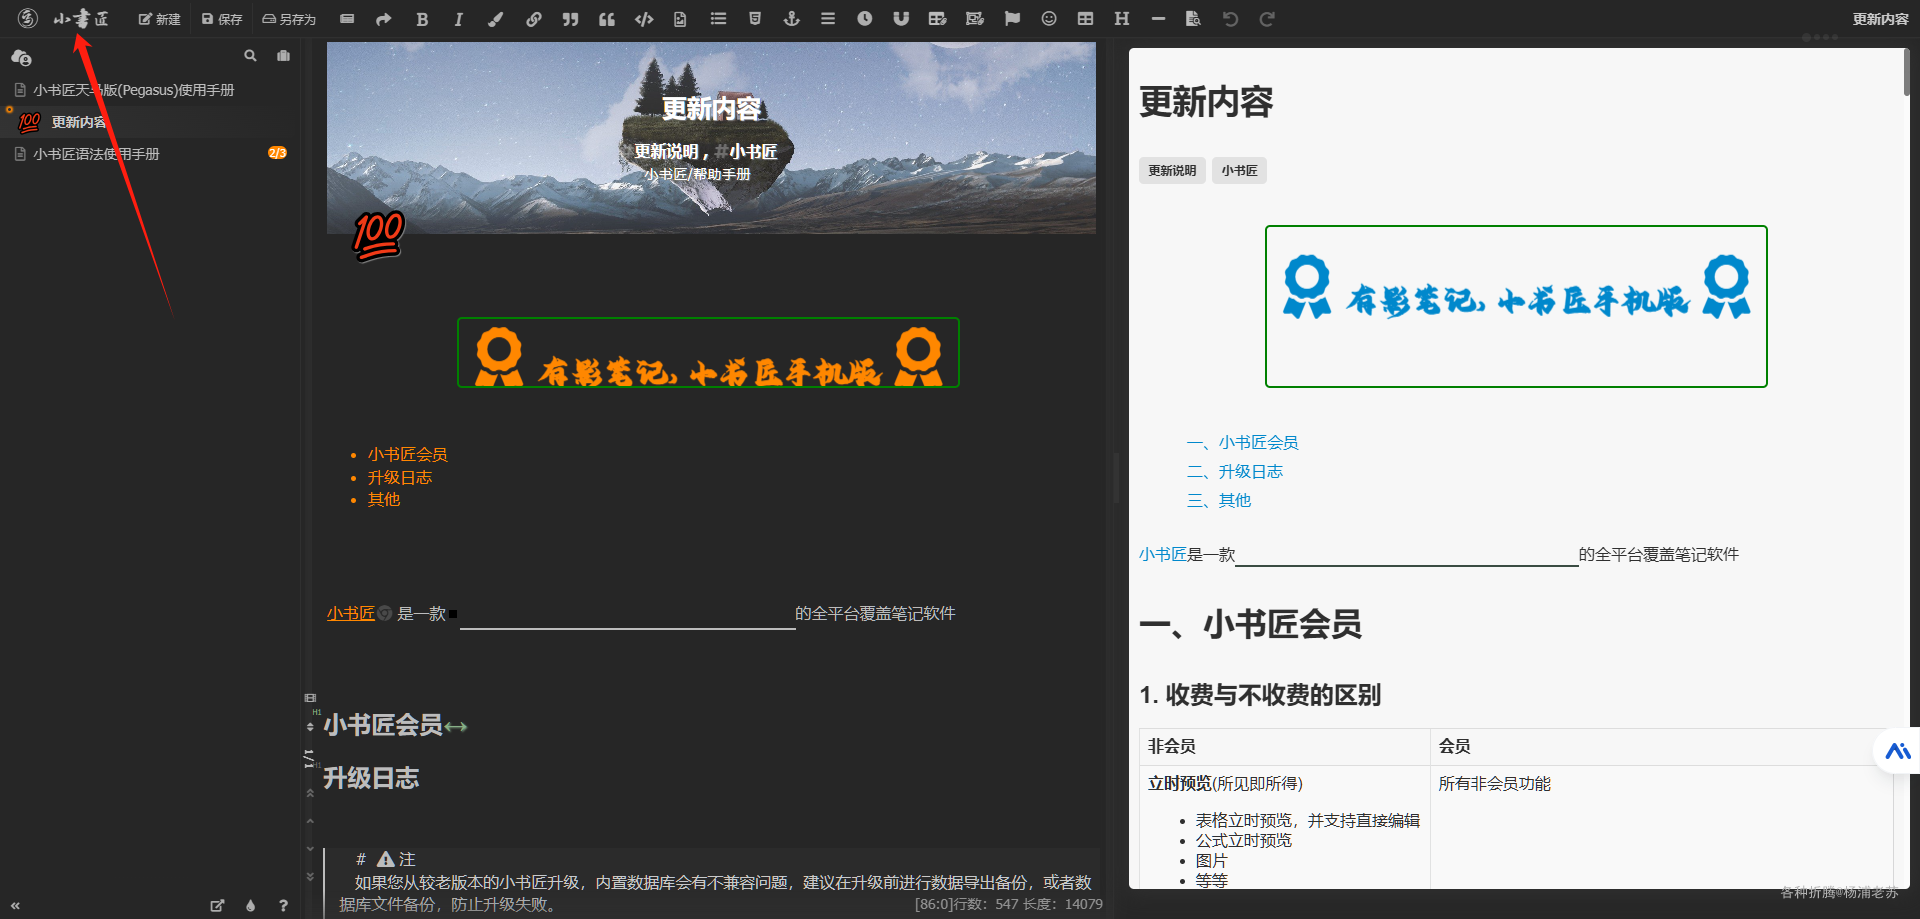 小書匠 新建 保存 另存为
更新内容
小书匠天马版(Pegasus)使用手册
更新内容
小书匠语法使用手册 2/3
更新内容
#更新说明，#小书匠
小书匠/帮助手册
100
有影笔记，小书匠手机版
小书匠会员
升级日志
其他
小书匠 是一款 的全平台覆盖笔记软件
H1
小书匠会员
1/1
H1
升级日志
# 注
如果您从较老版本的小书匠升级，内置数据库会有不兼容问题，建议在升级前进行数据导出备份，或者数
据库文件备份，防止升级失败。
[86:0]行数：547 长度：14079
更新内容
更新说明 小书匠
有影笔记，小书匠手机版
一、小书匠会员
二、升级日志
三、其他
小书匠是一款 的全平台覆盖笔记软件
一、小书匠会员
1. 收费与不收费的区别
非会员 会员
立时预览(所见即所得) 所有非会员功能
表格立时预览，并支持直接编辑
公式立时预览
图片
等等
各种折腾@杨浦老苏